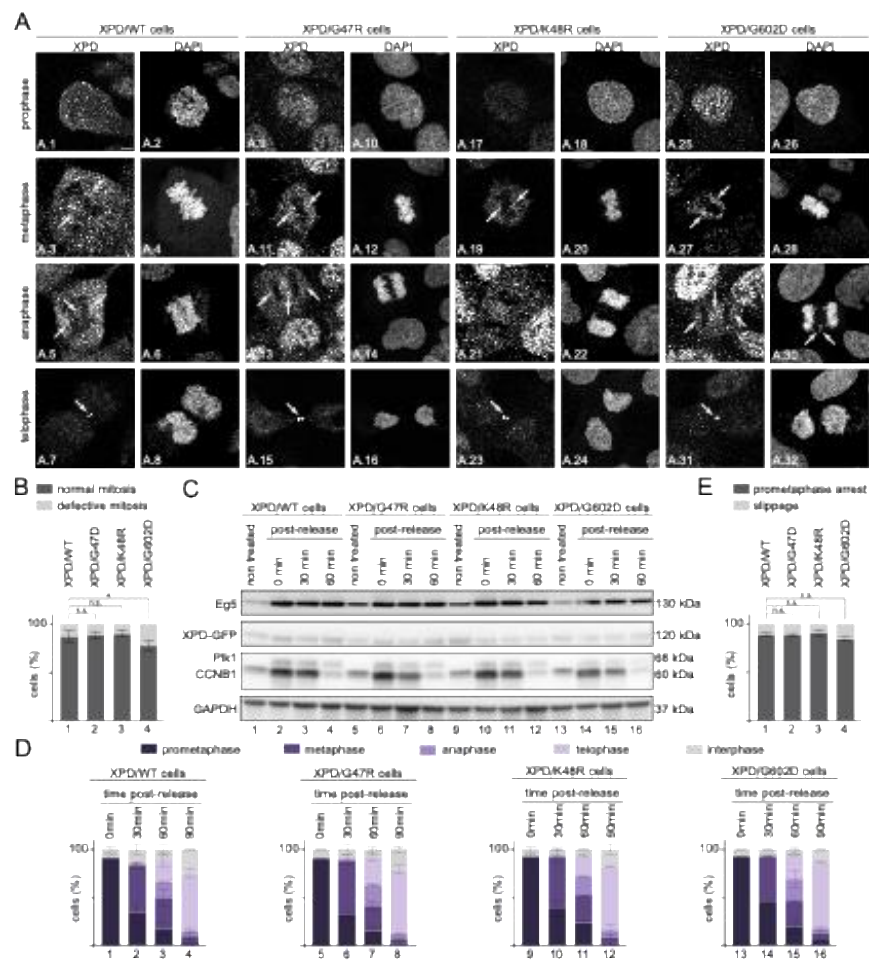 A
XPD/WT cells XPD/G47R cells XPD/K48R cells XPD/G602D cells
XPD DAPI XPD DAPI XPD DAPI XPD DAPI
prophase
A.1 A.2 A.9 A.10 A.17 A.18 A.25 A.26
metaphase
A.3 A.4 A.11 A.12 A.19 A.20 A.27 A.28
anaphase
A.5 A.6 A.13 A.14 A.21 A.22 A.29 A.30
telophase
A.7 A.8 A.15 A.16 A.23 A.24 A.31 A.32
B
normal mitosis
defective mitosis
XPD/WT XPD/G47D XPD/K48R XPD/G602D
*
n.s.
n.s.
100
cells (%)
1 2 3 4
C
XPD/WT cells XPD/G47R cells XPD/K48R cells XPD/G602D cells
post-release post-release post-release post-release
non treated 0 min 30 min 60 min non treated 0 min 30 min 60 min non treated 0 min 30 min 60 min non treated 0 min 30 min 60 min
Eg5 130 kDa
XPD-GFP 120 kDa
Plk1 68 kDa
CCNB1 60 kDa
GAPDH 37 kDa
1 2 3 4 5 6 7 8 9 10 11 12 13 14 15 16
E
prometaphase arrest
slippage
XPD/WT XPD/G47D XPD/K48R XPD/G602D
n.s.
n.s.
100
cells (%)
1 2 3 4
D
prometaphase metaphase anaphase telophase interphase
XPD/WT cells XPD/G47R cells XPD/K48R cells XPD/G602D cells
time post-release time post-release time post-release time post-release
0min 30min 60min 90min 0min 30min 60min 90min 0min 30min 60min 90min 0min 30min 60min 90min
100 100 100 100
cells (%) cells (%) cells (%) cells (%)
1 2 3 4 5 6 7 8 9 10 11 12 13 14 15 16